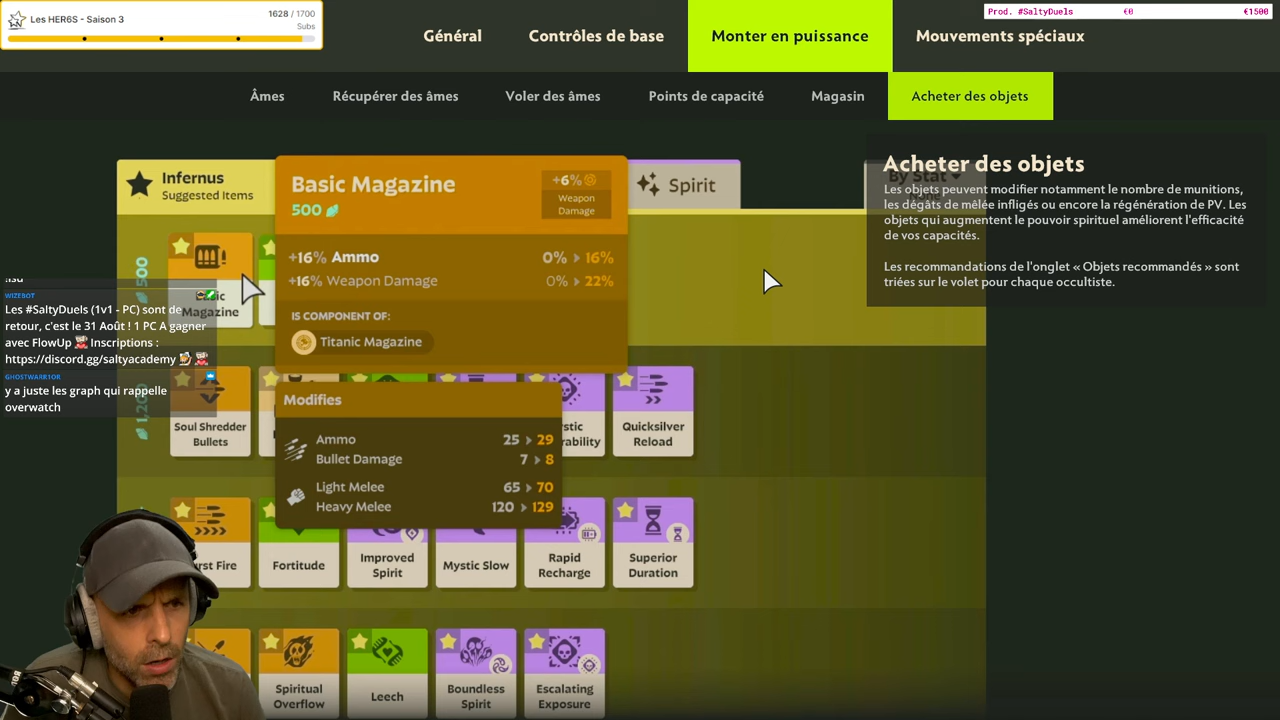 Les HER6S - Saison 3
1628 / 1700
Subs
Prod. #SaltyDuels
€0
€1500
Général
Contrôles de base
Monter en puissance
Mouvements spéciaux
Âmes
Récupérer des âmes
Voler des âmes
Points de capacité
Magasin
Acheter des objets
Infernus
Suggested Items
Basic Magazine
500
+6%
Weapon
Damage
Spirit
By Stat
Acheter des objets
Les objets peuvent modifier notamment le nombre de munitions,
les dégâts de mêlée infligés ou encore la régénération de PV. Les
objets qui augmentent le pouvoir spirituel améliorent l'efficacité
de vos capacités.
Les recommandations de l'onglet « Objets recommandés » sont
triées sur le volet pour chaque occultiste.
500
Basic
Magazine
+16% Ammo
0% 16%
+16% Weapon Damage
0% 22%
IS COMPONENT OF:
Titanic Magazine
WIZEBOT
Les #SaltyDuels (1v1 - PC) sont de
retour, c'est le 31 Août ! 1 PC A gagner
avec FlowUp Inscriptions :
https://discord.gg/saltyacademy
GHOSTWARR1OR
y a juste les graph qui rappelle
overwatch
Modifies
Ammo
25 29
Bullet Damage
7 8
Light Melee
65 70
Heavy Melee
120 129
Soul Shredder
Bullets
Quicksilver
Reload
Fire
Fortitude
Improved
Spirit
Mystic Slow
Rapid
Recharge
Superior
Duration
Spiritual
Overflow
Leech
Boundless
Spirit
Escalating
Exposure